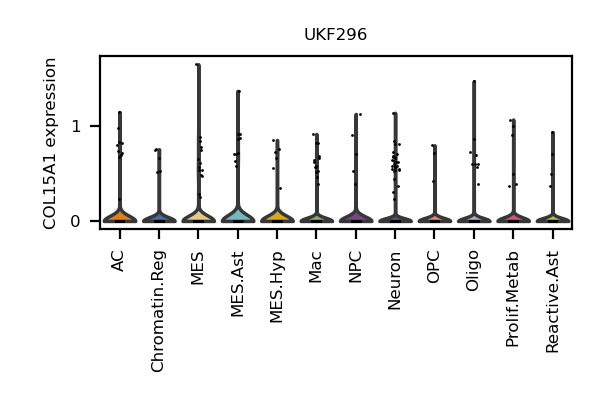 UKF296
COL15A1 expression
1
0
AC
Chromatin.Reg
MES
MES.Ast
MES.Hyp
Mac
NPC
Neuron
OPC
Oligo
Prolif.Metab
Reactive.Ast